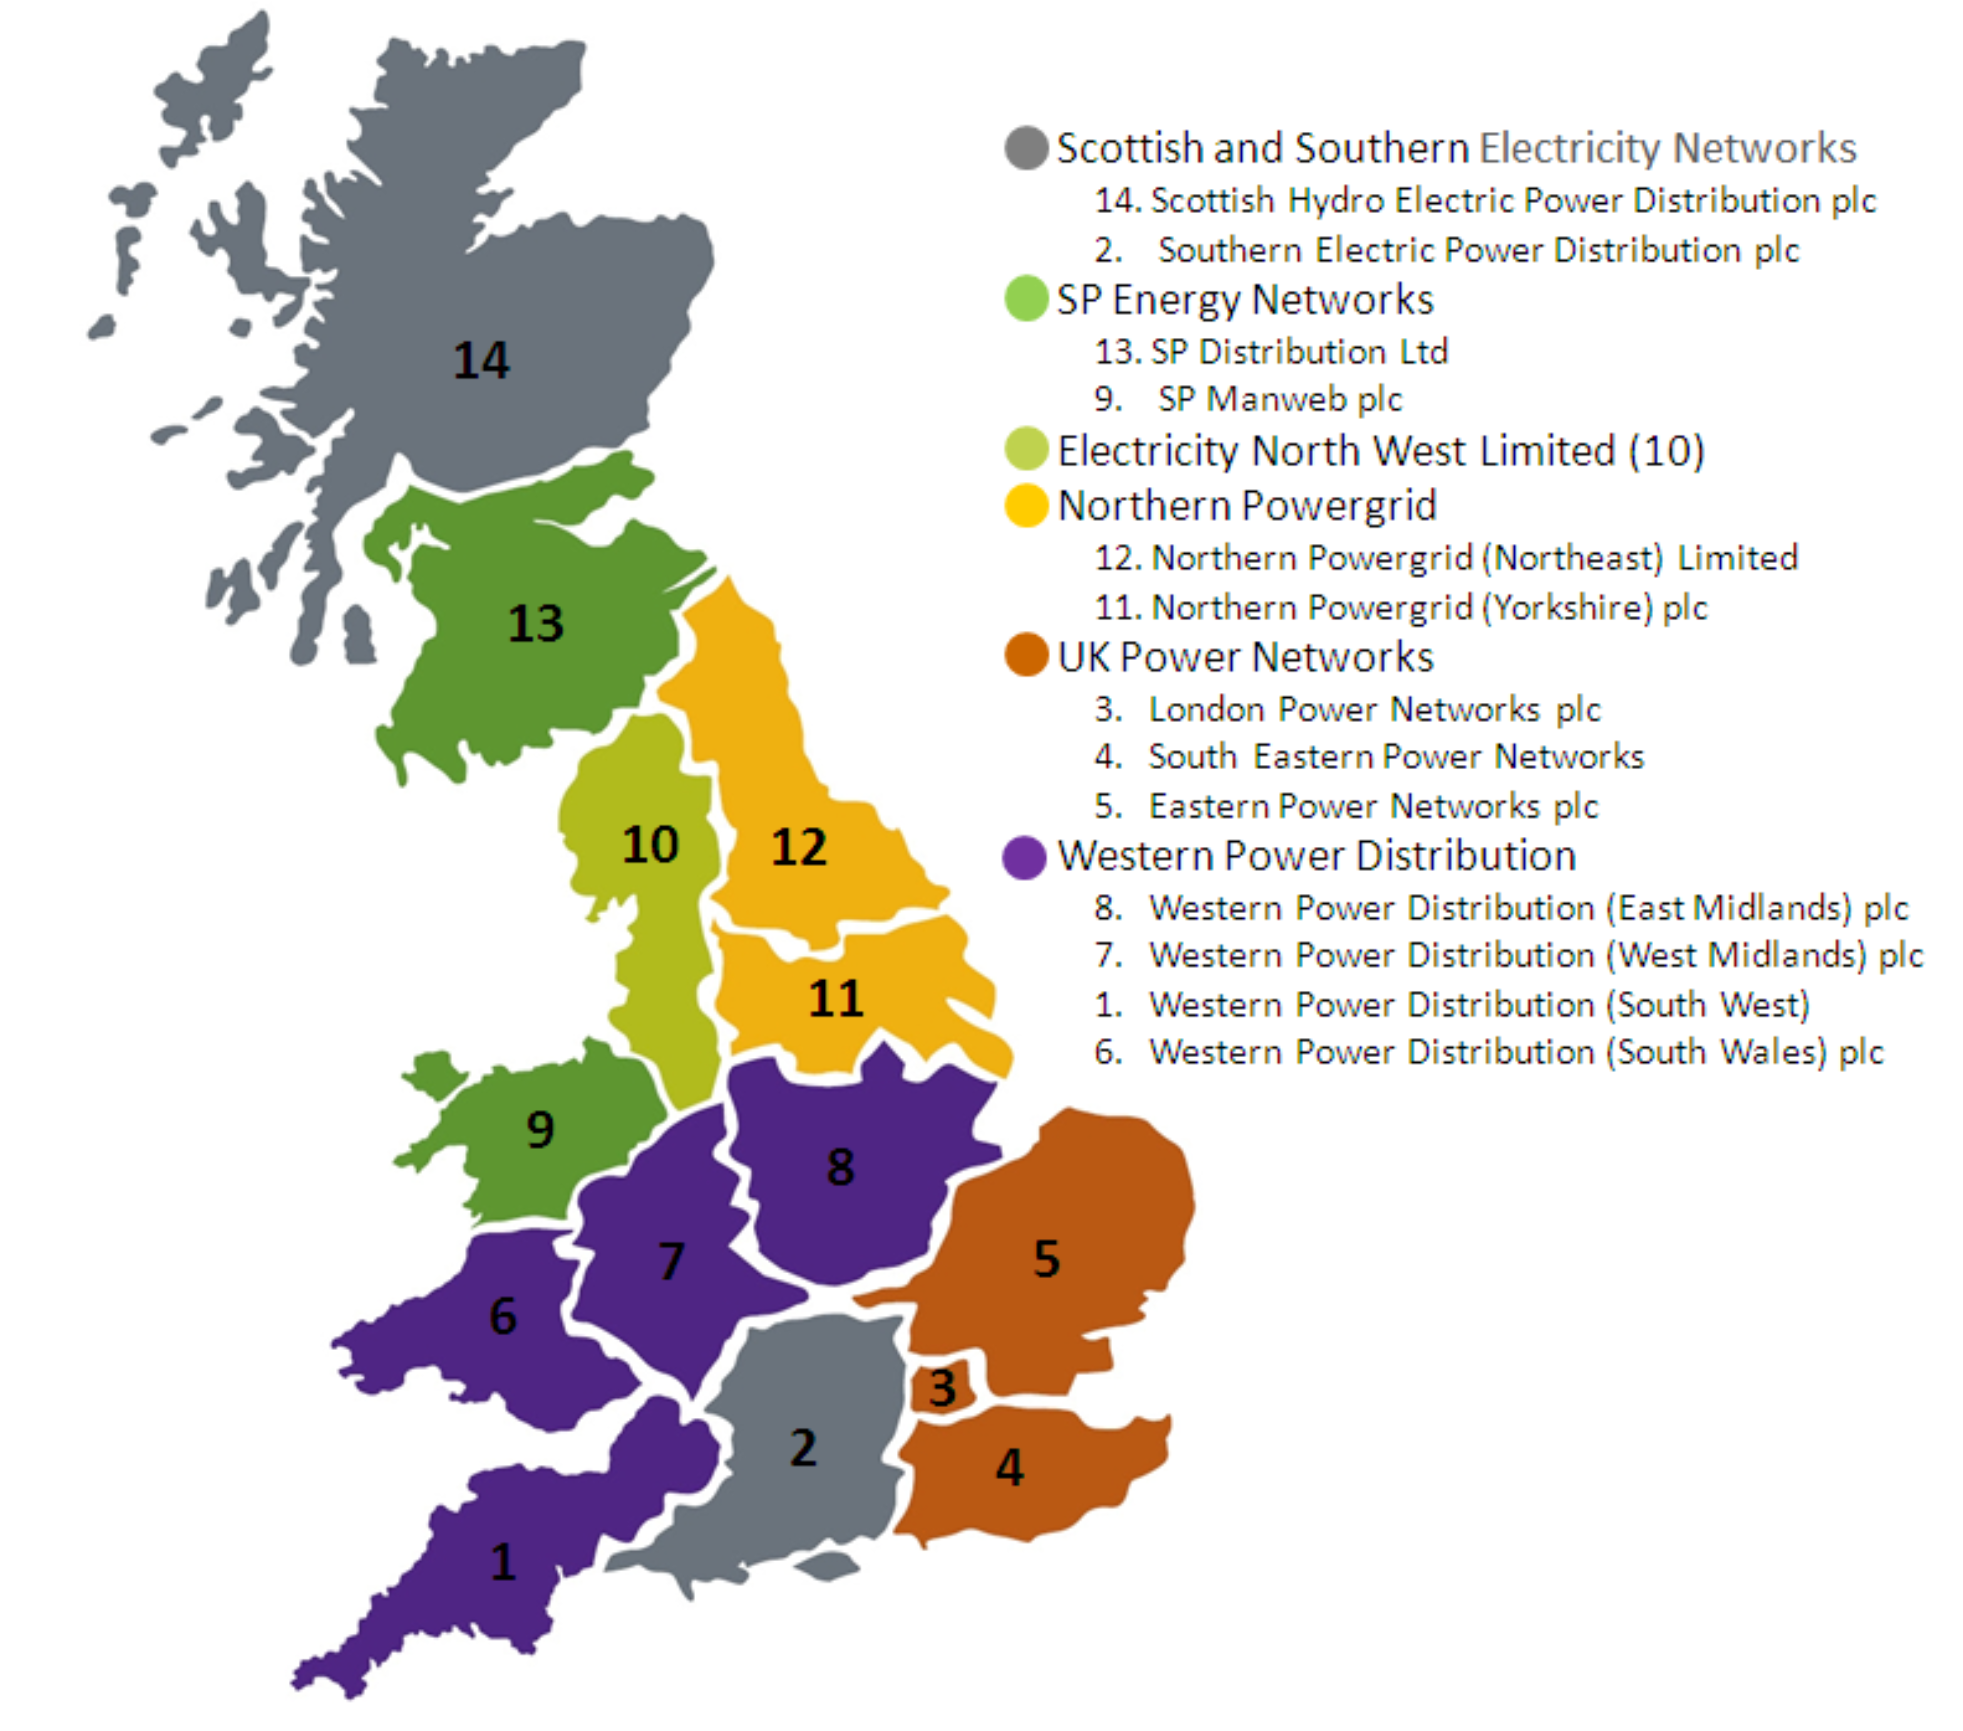 14
13
10
12
11
9
8
7
5
6
3
2
4
1
Scottish and Southern Electricity Networks
14. Scottish Hydro Electric Power Distribution plc
2. Southern Electric Power Distribution plc
SP Energy Networks
13. SP Distribution Ltd
9. SP Manweb plc
Electricity North West Limited (10)
Northern Powergrid
12. Northern Powergrid (Northeast) Limited
11. Northern Powergrid (Yorkshire) plc
UK Power Networks
3. London Power Networks plc
4. South Eastern Power Networks
5. Eastern Power Networks plc
Western Power Distribution
8. Western Power Distribution (East Midlands) plc
7. Western Power Distribution (West Midlands) plc
1. Western Power Distribution (South West)
6. Western Power Distribution (South Wales) plc